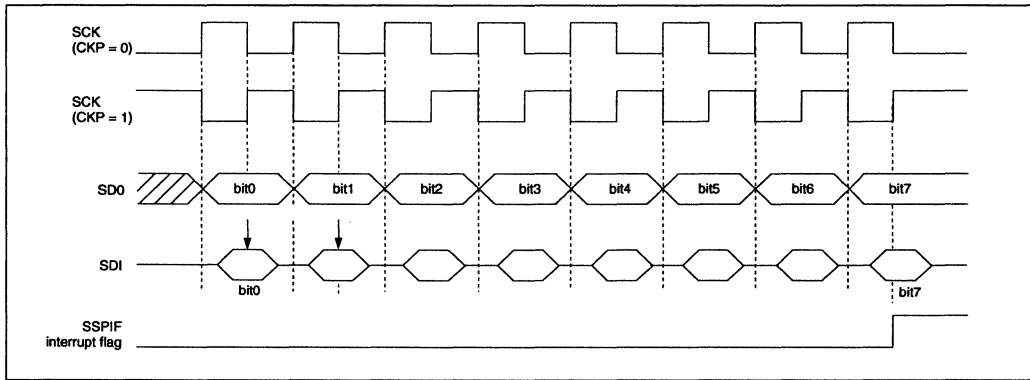 SCK
(CKP = 0)
SCK
(CKP = 1)
SD0
bit0 bit1 bit2 bit3 bit4 bit5 bit6 bit7
SDI
bit0
bit7
SSPIF
interrupt flag